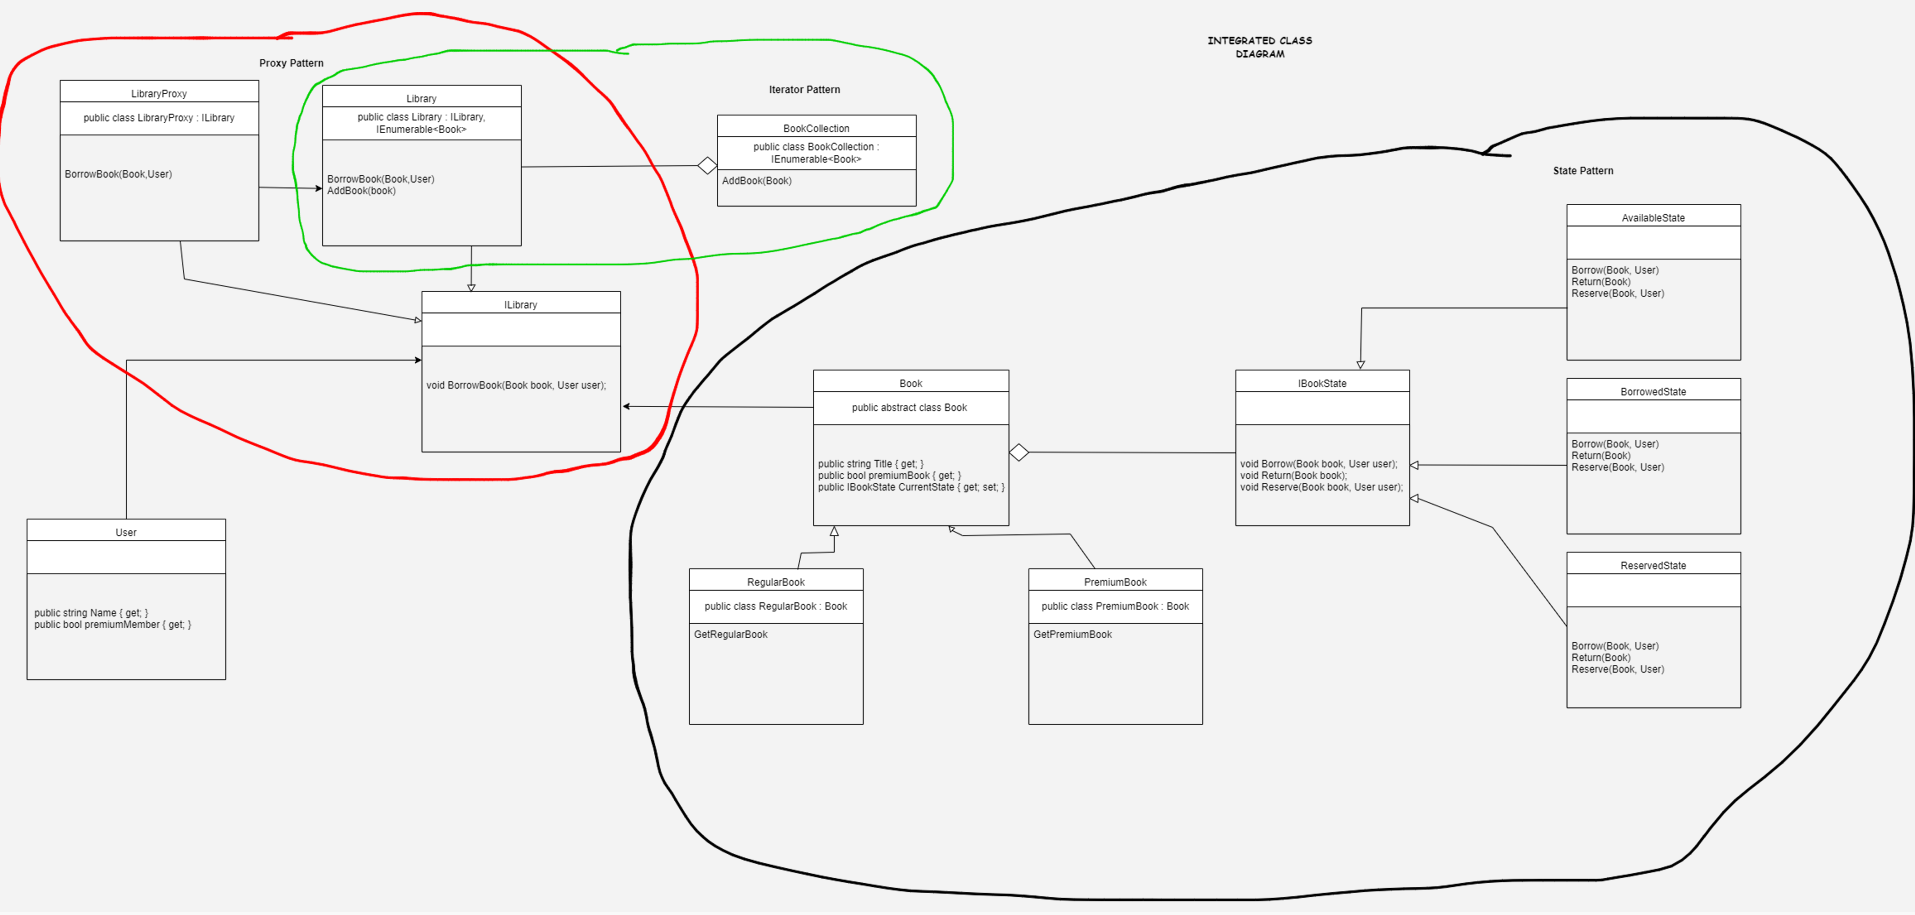 INTEGRATED CLASS
DIAGRAM
Proxy Pattern
LibraryProxy
public class LibraryProxy : ILibrary
BorrowBook(Book,User)
Library
public class Library : ILibrary,
IEnumerable<Book>
BorrowBook(Book,User)
AddBook(book)
Iterator Pattern
BookCollection
public class BookCollection :
IEnumerable<Book>
AddBook(Book)
ILibrary
void BorrowBook(Book book, User user);
User
public string Name { get; }
public bool premiumMember { get; }
State Pattern
Book
public abstract class Book
public string Title { get; }
public bool premiumBook { get; }
public IBookState CurrentState { get; set; }
RegularBook
public class RegularBook : Book
GetRegularBook
PremiumBook
public class PremiumBook : Book
GetPremiumBook
IBookState
void Borrow(Book book, User user);
void Return(Book book);
void Reserve(Book book, User user);
AvailableState
Borrow(Book, User)
Return(Book)
Reserve(Book, User)
BorrowedState
Borrow(Book, User)
Return(Book)
Reserve(Book, User)
ReservedState
Borrow(Book, User)
Return(Book)
Reserve(Book, User)